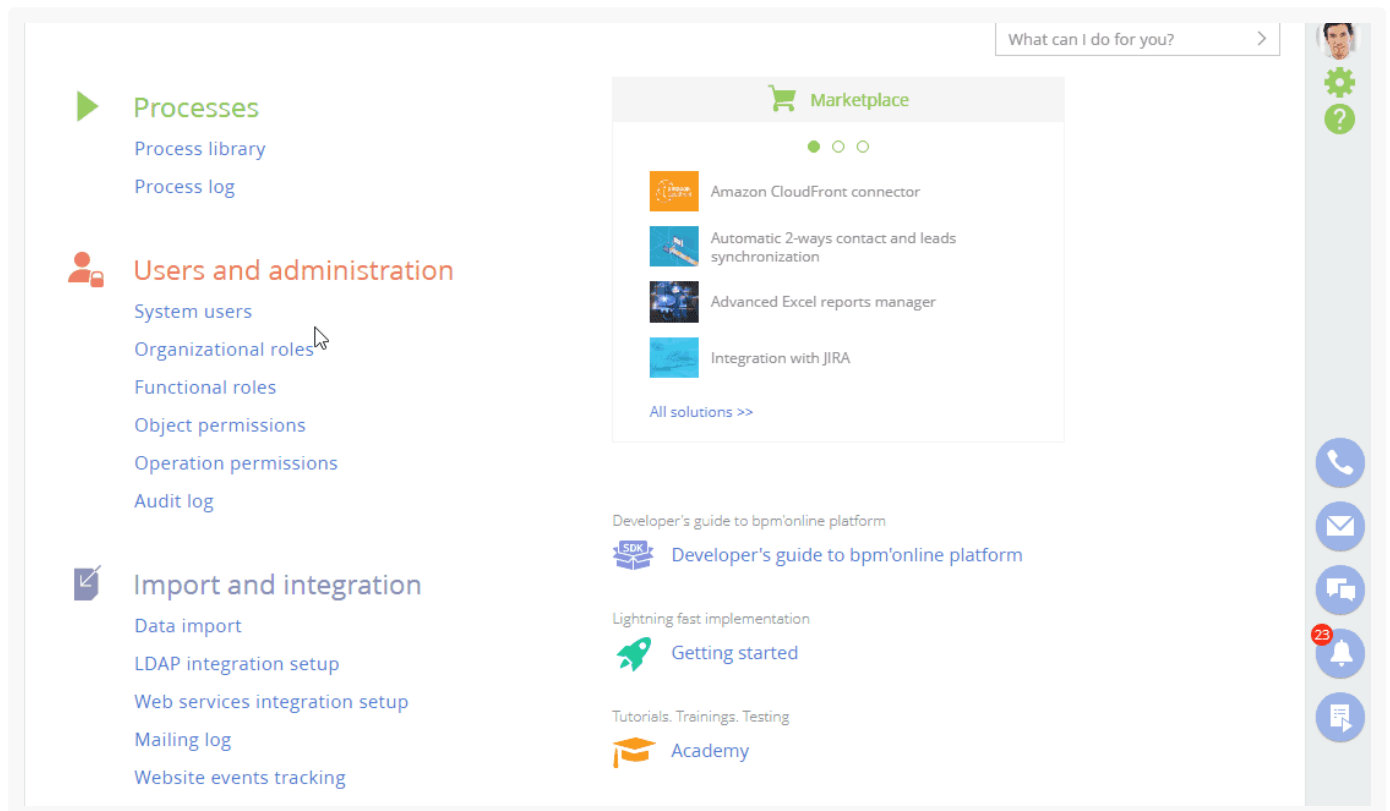 What can I do for you?
Processes
Process library
Process log
Users and administration
System users
Organizational roles
Functional roles
Object permissions
Operation permissions
Audit log
Import and integration
Data import
LDAP integration setup
Web services integration setup
Mailing log
Website events tracking
Marketplace
Amazon CloudFront connector
Automatic 2-ways contact and leads
synchronization
Advanced Excel reports manager
Integration with JIRA
All solutions >>
Developer's guide to bpm'online platform
SDK
Developer's guide to bpm'online platform
Lightning fast implementation
Getting started
Tutorials. Trainings. Testing
Academy
?
23